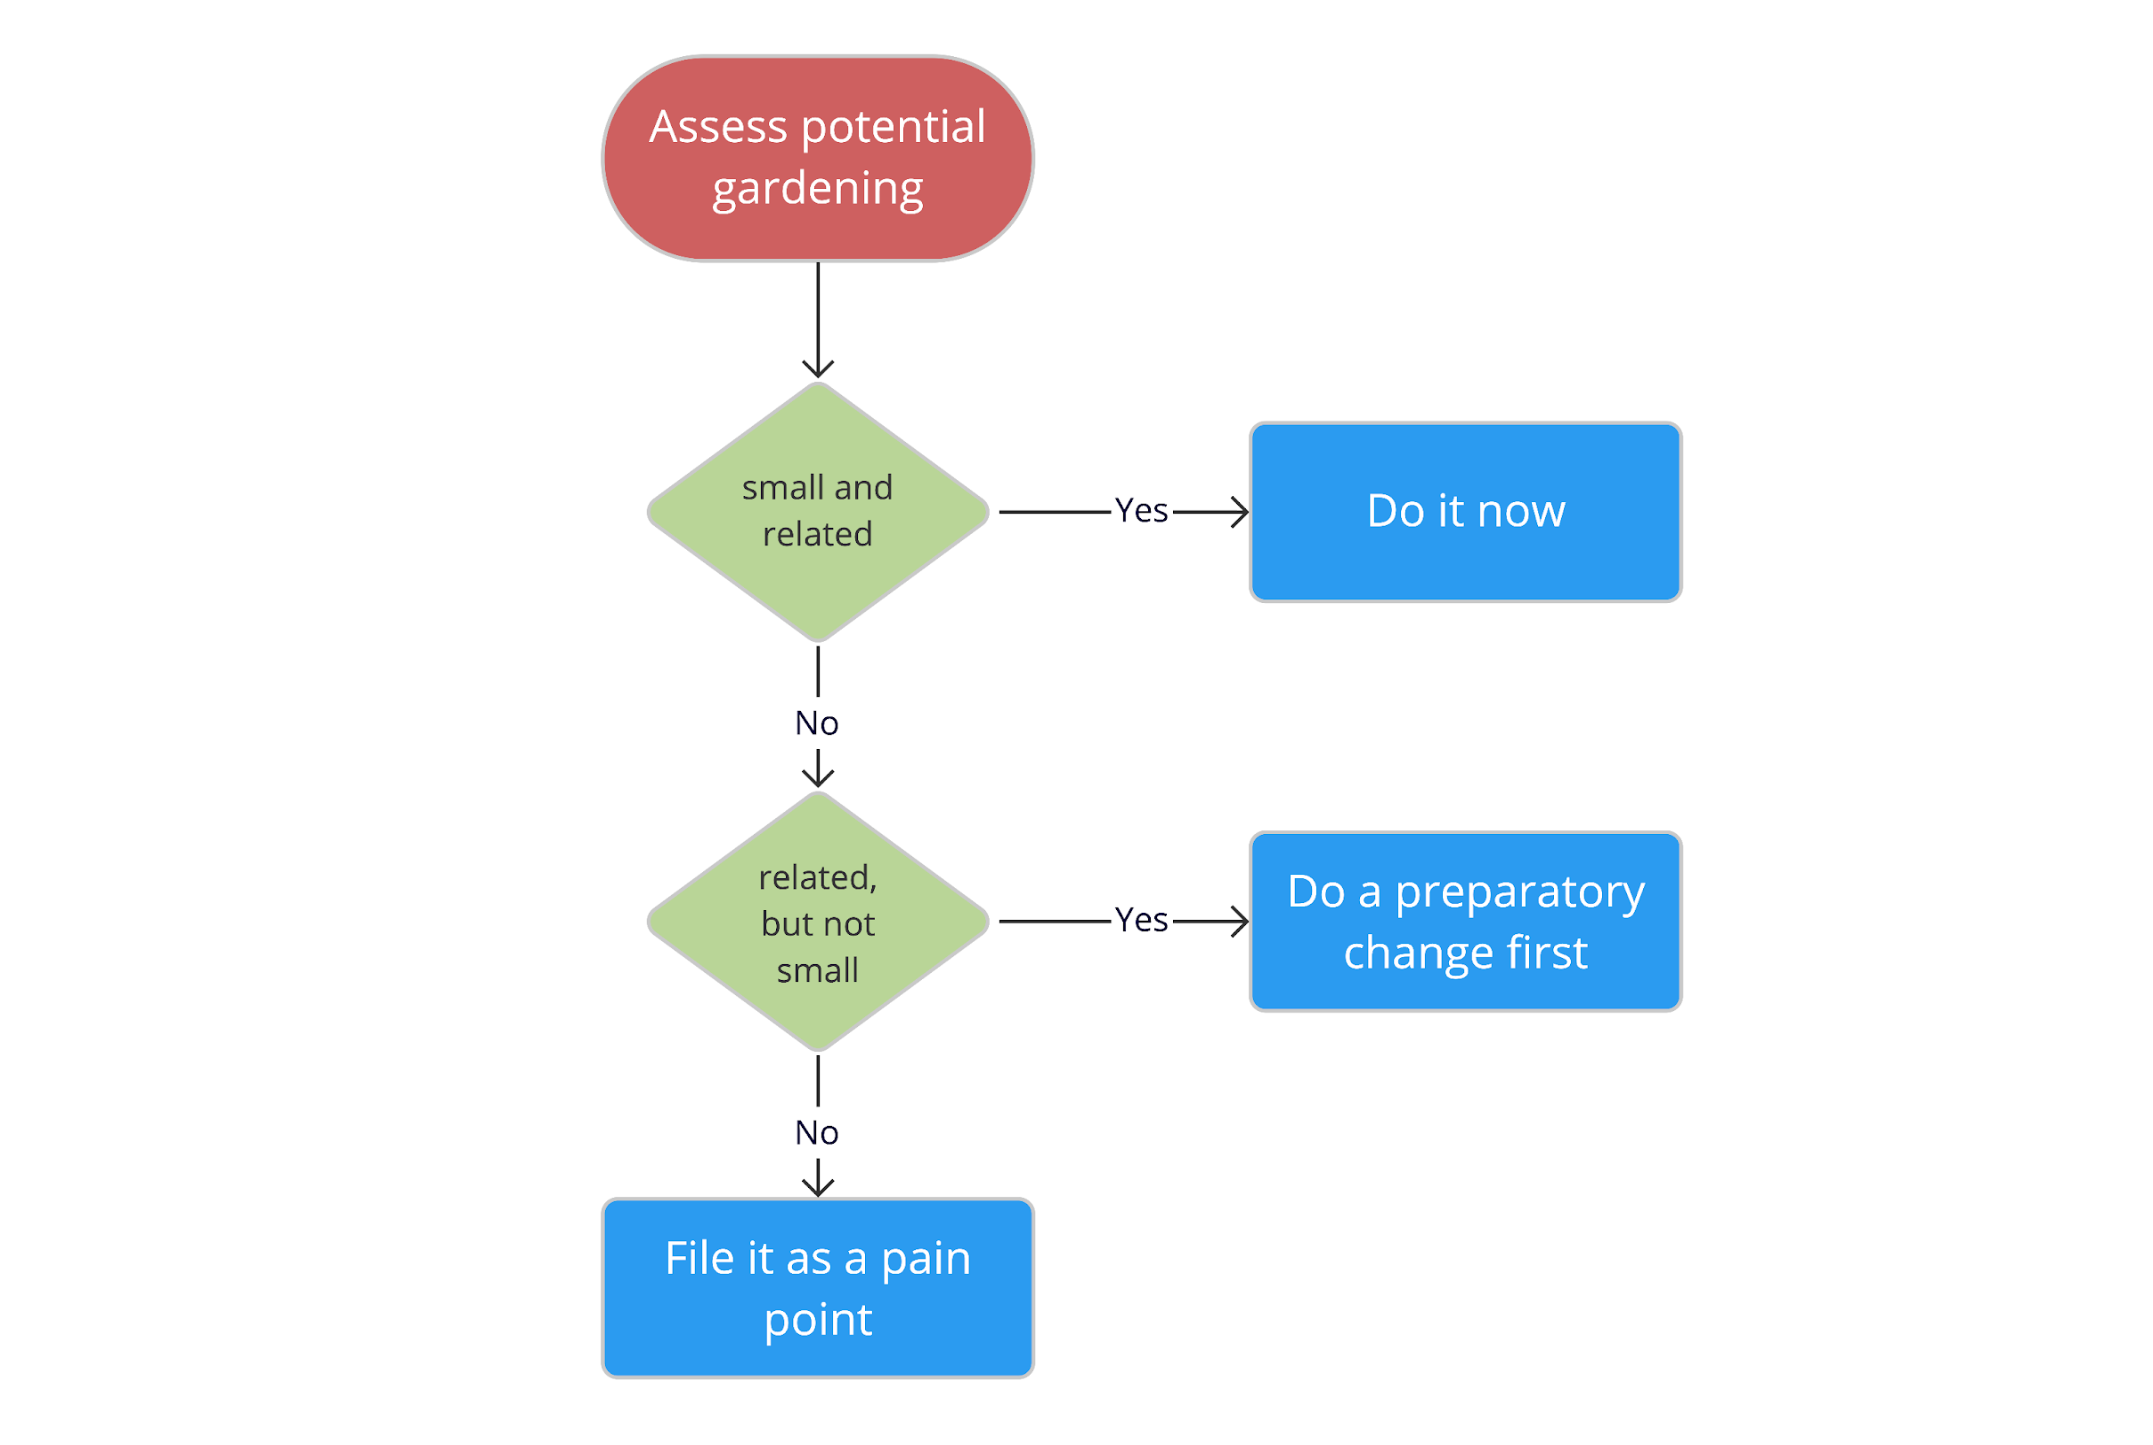 Assess potential
gardening
small and
related
Yes
Do it now
No
related,
but not
small
Yes
Do a preparatory
change first
No
File it as a pain
point